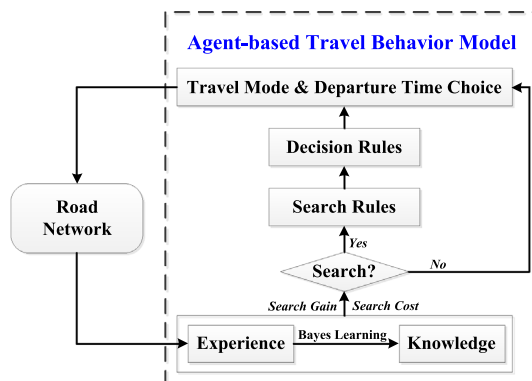 Agent-based Travel Behavior Model
Travel Mode & Departure Time Choice
Decision Rules
Road
Network
Search Rules
Yes
Search?
No
Search Gain
Search Cost
Experience
Bayes Learning
Knowledge